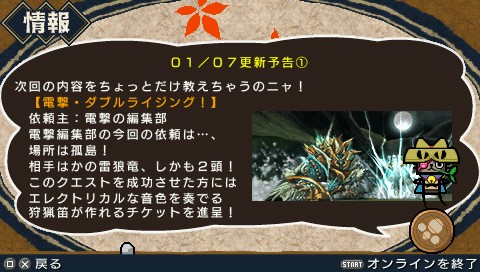 情報
01／07更新予告①
次回の内容をちょっとだけ教えちゃうのニャ！
【電撃・ダブルライジング！】
依頼主：電撃の編集部
電撃編集部の今回の依頼は…、
場所は孤島！
相手はかの雷狼竜、しかも２頭！
このクエストを成功させた方には
エレクトリカルな音色を奏でる
狩猟笛が作れるチケットを進呈！
戻る
START オンラインを終了